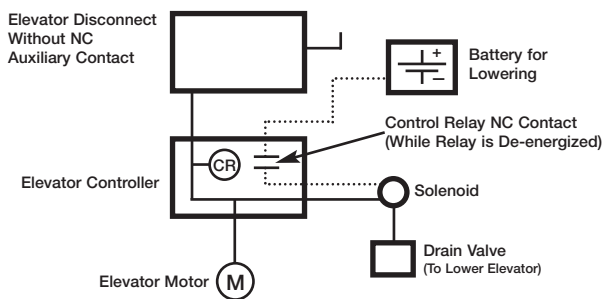 Elevator Disconnect
Without NC
Auxiliary Contact
+
–
Battery for
Lowering
Control Relay NC Contact
(While Relay is De-energized)
CR
Elevator Controller
Solenoid
Drain Valve
(To Lower Elevator)
Elevator Motor
M